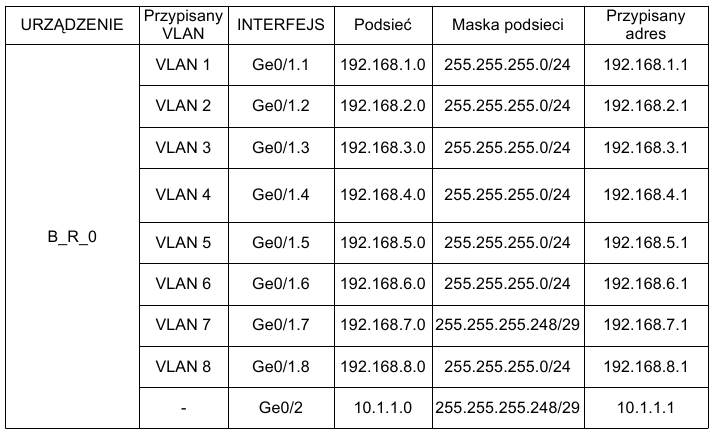 URZĄDZENIE Przypisany VLAN INTERFEJS Podsieć Maska podsieci Przypisany adres
B_R_0
VLAN 1 Ge0/1.1 192.168.1.0 255.255.255.0/24 192.168.1.1
VLAN 2 Ge0/1.2 192.168.2.0 255.255.255.0/24 192.168.2.1
VLAN 3 Ge0/1.3 192.168.3.0 255.255.255.0/24 192.168.3.1
VLAN 4 Ge0/1.4 192.168.4.0 255.255.255.0/24 192.168.4.1
VLAN 5 Ge0/1.5 192.168.5.0 255.255.255.0/24 192.168.5.1
VLAN 6 Ge0/1.6 192.168.6.0 255.255.255.0/24 192.168.6.1
VLAN 7 Ge0/1.7 192.168.7.0 255.255.255.248/29 192.168.7.1
VLAN 8 Ge0/1.8 192.168.8.0 255.255.255.0/24 192.168.8.1
- Ge0/2 10.1.1.0 255.255.255.248/29 10.1.1.1